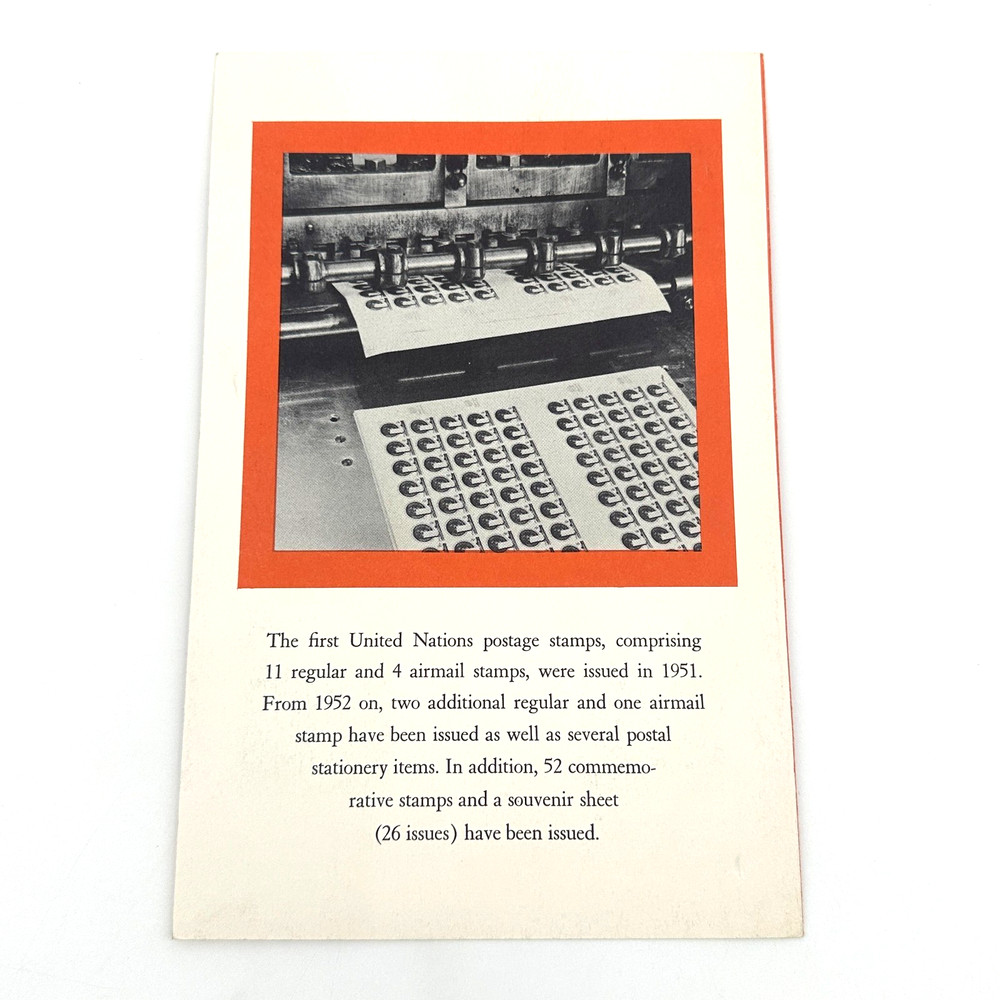 The first United Nations postage stamps, comprising
11 regular and 4 airmail stamps, were issued in 1951.
From 1952 on, two additional regular and one airmail
stamp have been issued as well as several postal
stationery items. In addition, 52 commemo-
rative stamps and a souvenir sheet
(26 issues) have been issued.